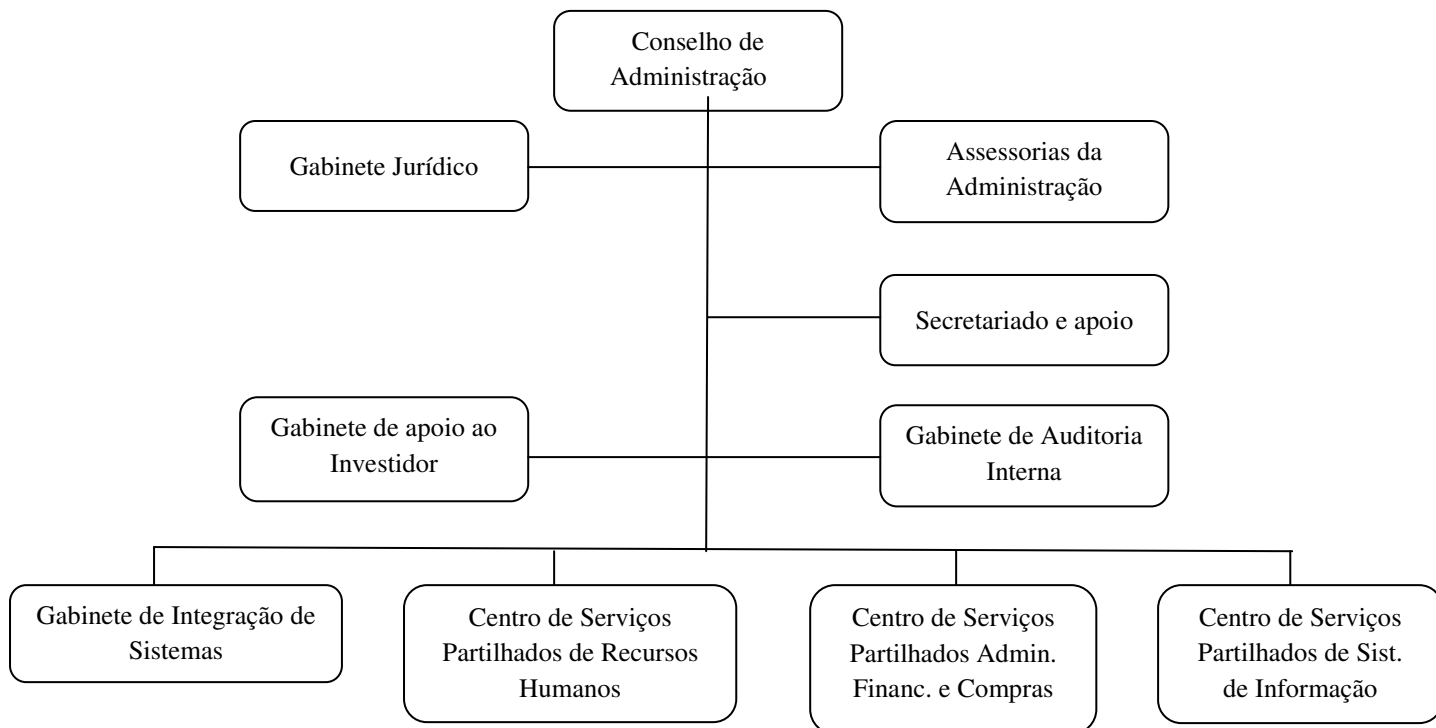 Conselho de
Administração
Gabinete Jurídico
Assessorias da
Administração
Secretariado e apoio
Gabinete de apoio ao
Investidor
Gabinete de Auditoria
Interna
Gabinete de Integração de
Sistemas
Centro de Serviços
Partilhados de Recursos
Humanos
Centro de Serviços
Partilhados Admin.
Financ. e Compras
Centro de Serviços
Partilhados de Sist.
de Informação